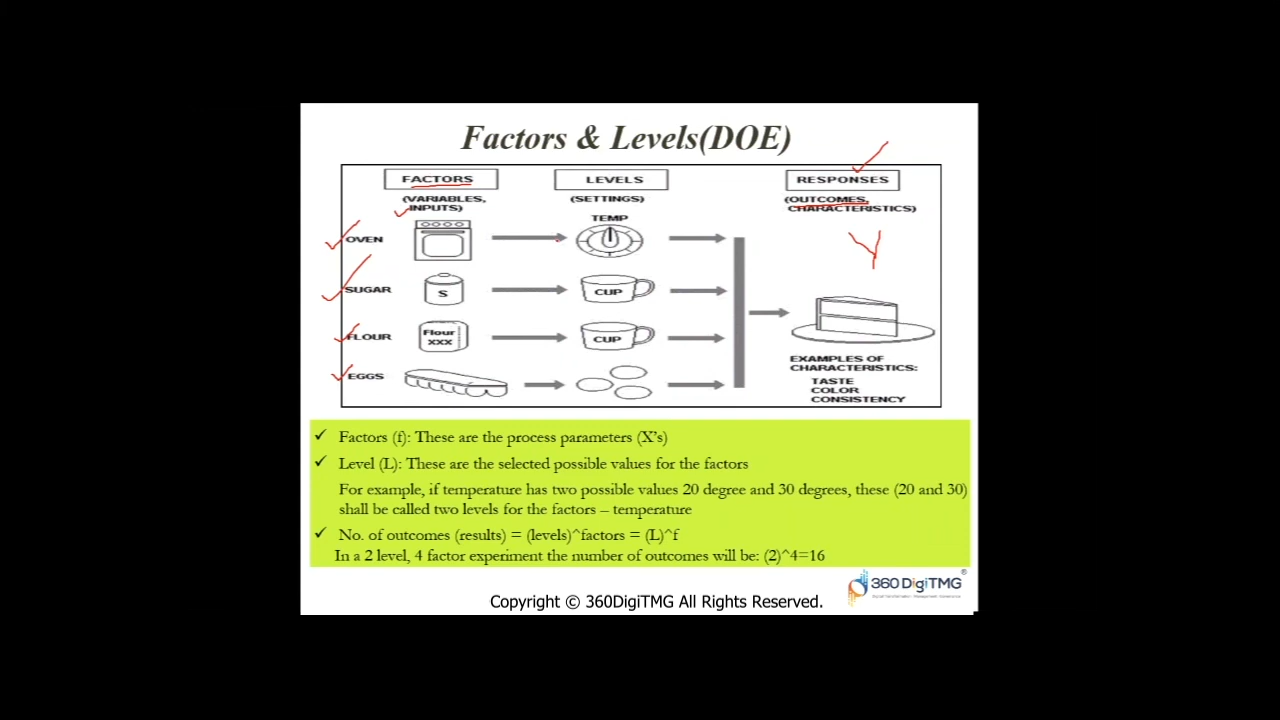 Factors & Levels(DOE)
FACTORS
LEVELS
RESPONSES
(VARIABLES,
INPUTS)
(SETTINGS)
(OUTCOMES,
CHARACTERISTICS)
TEMP
Y
OVEN
SUGAR
S
CUP
FLOUR
Flour
XXX
CUP
EGGS
EXAMPLES OF
CHARACTERISTICS:
TASTE
COLOR
CONSISTENCY
✓ Factors (f): These are the process parameters (X's)
✓ Level (L): These are the selected possible values for the factors
For example, if temperature has two possible values 20 degree and 30 degrees, these (20 and 30)
shall be called two levels for the factors – temperature
✓ No. of outcomes (results) = (levels)^factors = (L)^f
In a 2 level, 4 factor experiment the number of outcomes will be: (2)^4=16
360DigiTMG®
Copyright © 360DigiTMG All Rights Reserved.